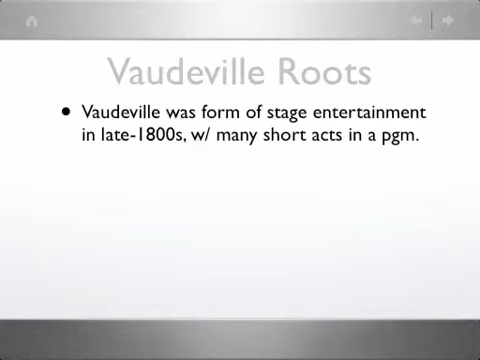 Vaudeville Roots
• Vaudeville was form of stage entertainment
in late-1800s, w/ many short acts in a pgm.